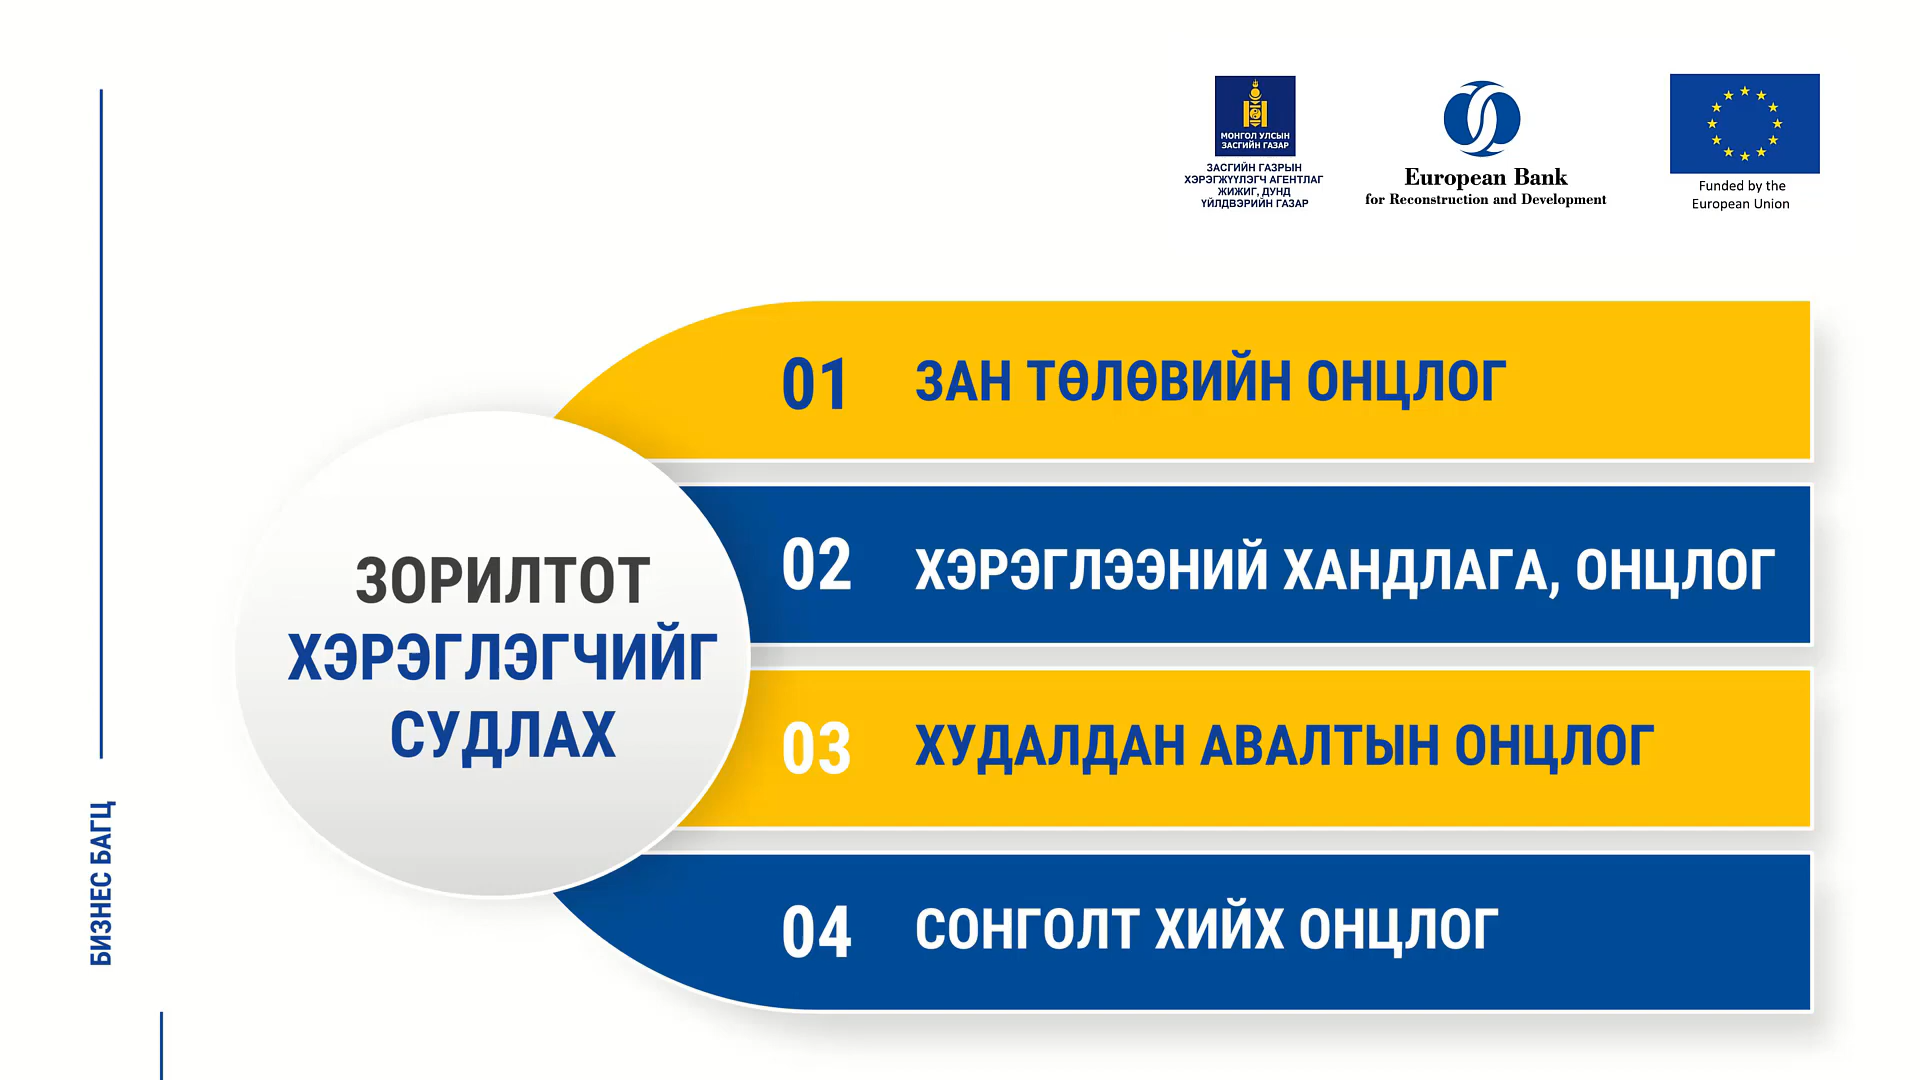 МОНГОЛ УЛСЫН
ЗАСГИЙН ГАЗАР
ЗАСГИЙН ГАЗРЫН
ХЭРЭГЖҮҮЛЭГЧ АГЕНТЛАГ
ЖИЖИГ, ДУНД
ҮЙЛДВЭРИЙН ГАЗАР
European Bank
for Reconstruction and Development
Funded by the
European Union
ЗОРИЛТОТ
ХЭРЭГЛЭГЧИЙГ
СУДЛАХ
01 ЗАН ТӨЛӨВИЙН ОНЦЛОГ
02 ХЭРЭГЛЭЭНИЙ ХАНДЛАГА, ОНЦЛОГ
03 ХУДАЛДАН АВАЛТЫН ОНЦЛОГ
04 СОНГОЛТ ХИЙХ ОНЦЛОГ
БИЗНЕС БАГЦ